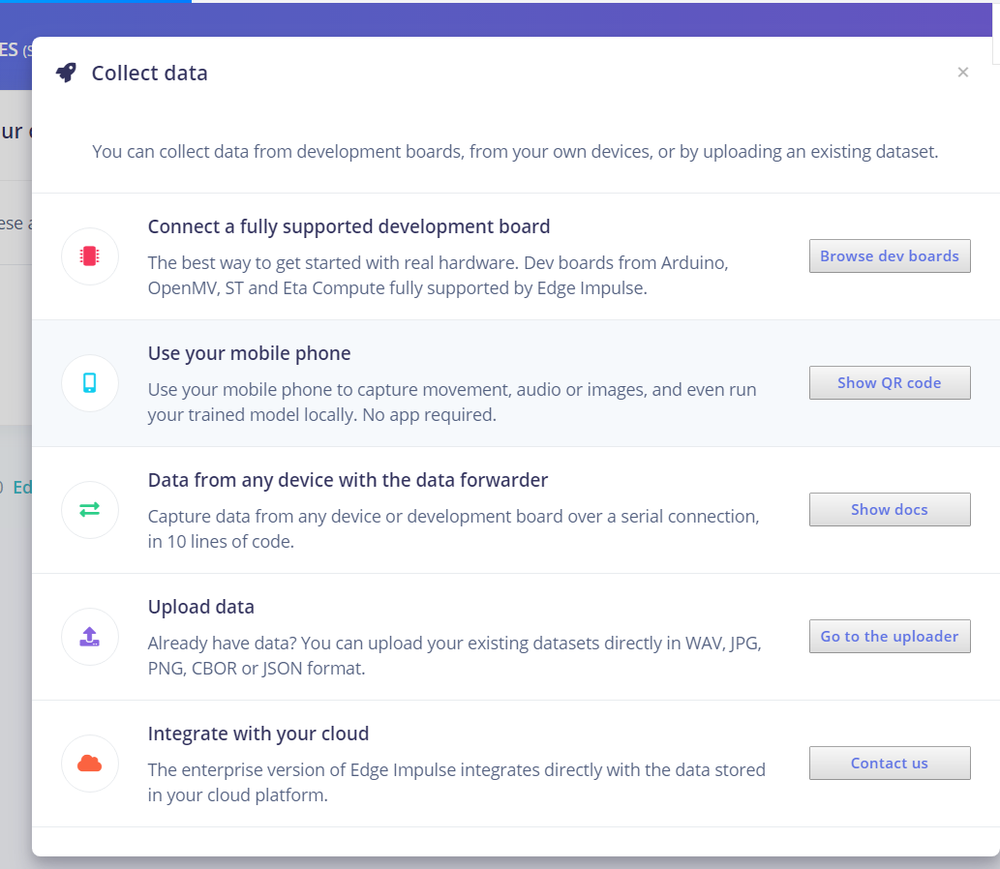 ES (S
Collect data
×
ur
You can collect data from development boards, from your own devices, or by uploading an existing dataset.
ese a
Connect a fully supported development board
The best way to get started with real hardware. Dev boards from Arduino,
OpenMV, ST and Eta Compute fully supported by Edge Impulse.
Browse dev boards
Use your mobile phone
Use your mobile phone to capture movement, audio or images, and even run
your trained model locally. No app required.
Show QR code
Ed
Data from any device with the data forwarder
Capture data from any device or development board over a serial connection,
in 10 lines of code.
Show docs
Upload data
Already have data? You can upload your existing datasets directly in WAV, JPG,
PNG, CBOR or JSON format.
Go to the uploader
Integrate with your cloud
The enterprise version of Edge Impulse integrates directly with the data stored
in your cloud platform.
Contact us